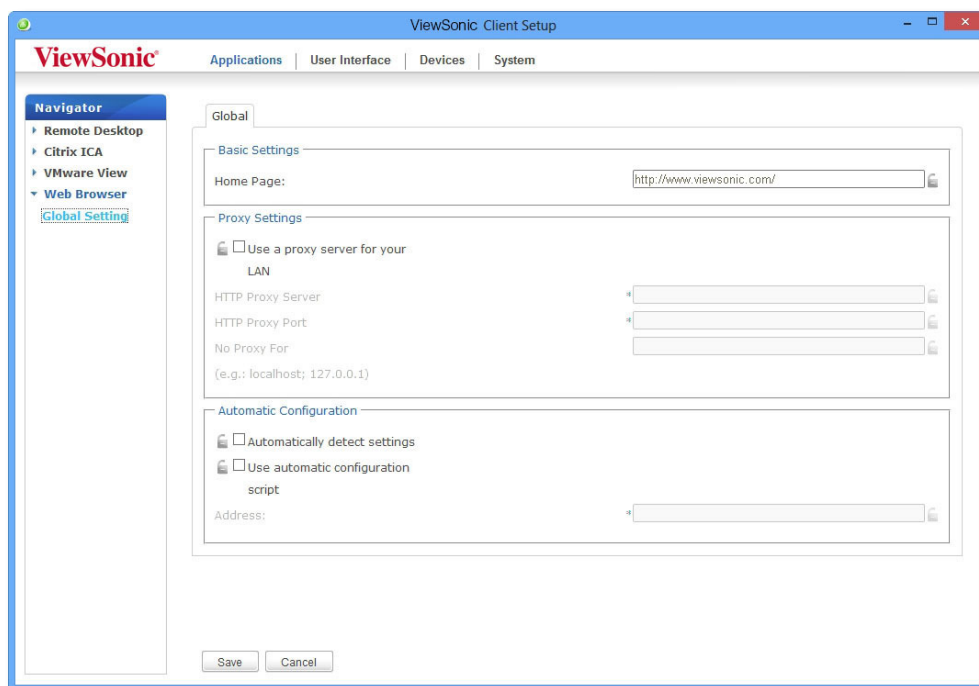 ViewSonic Client Setup
ViewSonic®
Applications | User Interface | Devices | System
Navigator
Remote Desktop
Citrix ICA
VMware View
Web Browser
Global Setting
Global
Basic Settings
Home Page: http://www.viewsonic.com/
Proxy Settings
Use a proxy server for your
LAN
HTTP Proxy Server *
HTTP Proxy Port *
No Proxy For
(e.g.: localhost; 127.0.0.1)
Automatic Configuration
Automatically detect settings
Use automatic configuration
script
Address: *
Save Cancel